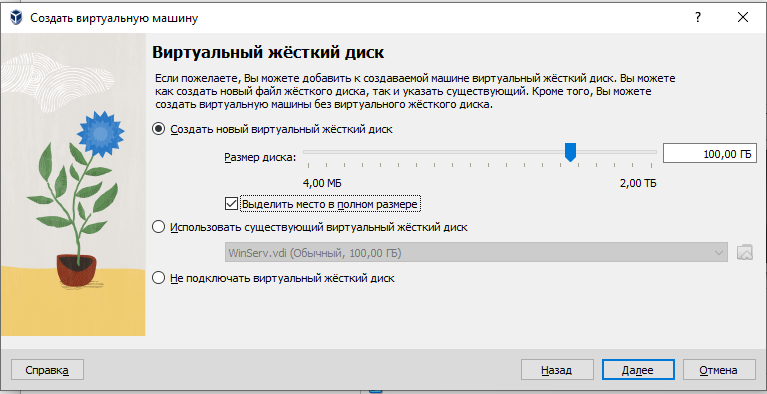 Создать виртуальную машину
?
Виртуальный жёсткий диск
Если пожелаете, Вы можете добавить к создаваемой машине виртуальный жёсткий диск. Вы можете
как создать новый файл жёсткого диска, так и указать существующий. Кроме того, Вы можете
создать виртуальную машины без виртуального жёсткого диска.
Создать новый виртуальный жёсткий диск
Размер диска:
100,00 ГБ
4,00 МБ
2,00 ТБ
Выделить место в полном размере
Использовать существующий виртуальный жёсткий диск
WinServ.vdi (Обычный, 100,00 ГБ)
Не подключать виртуальный жёсткий диск
Справка
Назад
Далее
Отмена